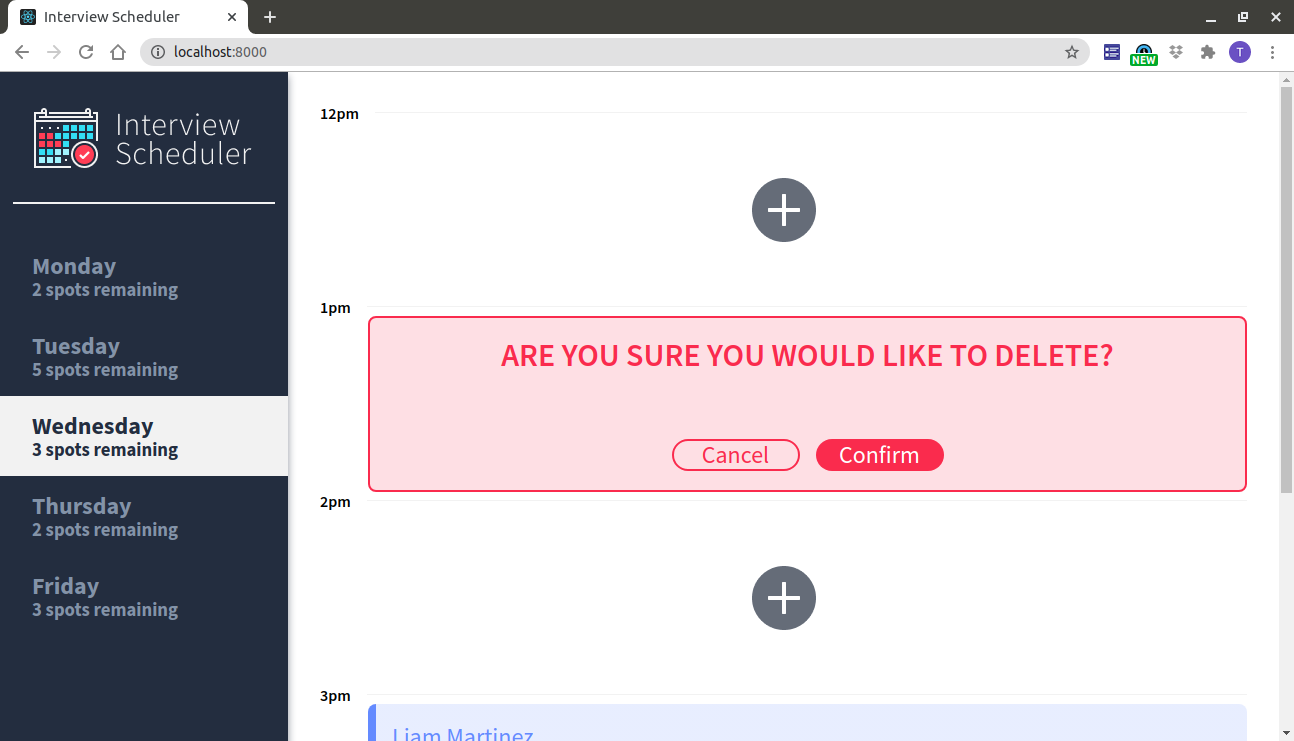 Interview Scheduler
localhost:8000
NEW
T
Interview
Scheduler
Monday
2 spots remaining
Tuesday
5 spots remaining
Wednesday
3 spots remaining
Thursday
2 spots remaining
Friday
3 spots remaining
12pm
1pm
ARE YOU SURE YOU WOULD LIKE TO DELETE?
Cancel Confirm
2pm
3pm
Liam Martinez